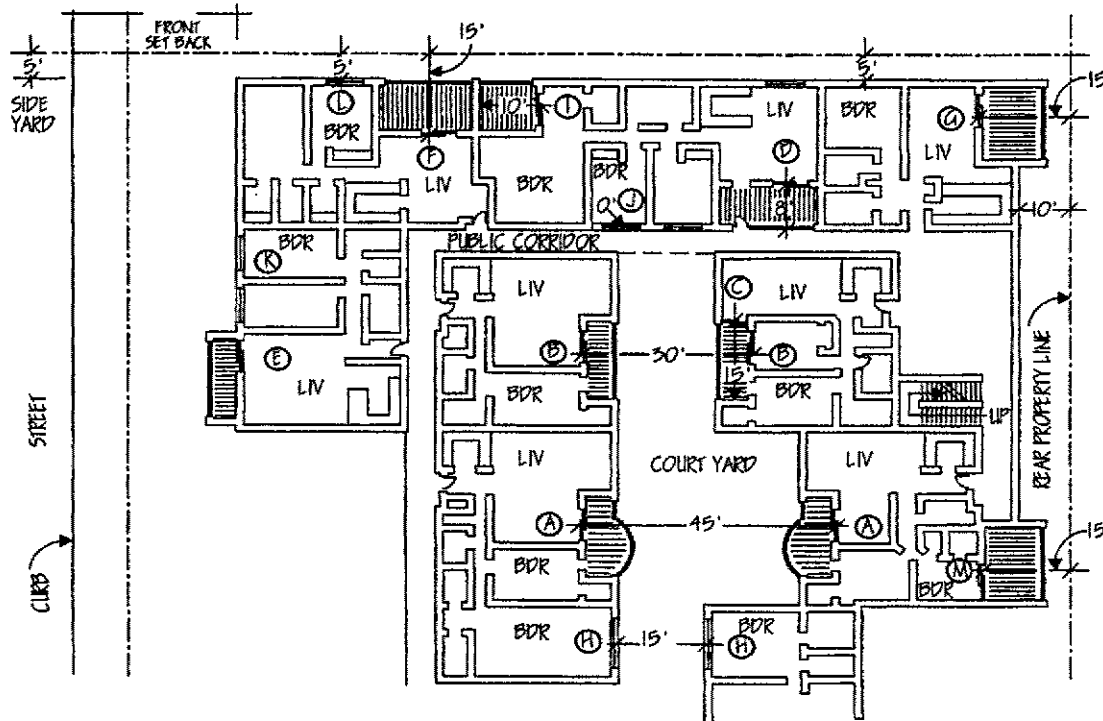 FRONT
SET BACK
15'
5'
5'
5'
SIDE
YARD
L
10'
I
LIV
BDR
15'
G
BDR
F
D
LIV
LIV
BDR
BDR
J
0'
8'
10'
BDR
PUBLIC CORRIDOR
K
LIV
C
LIV
E
B
30'
B
LIV
15'
BDR
BDR
UP
STREET
LIV
COURT YARD
LIV
REAR PROPERTY LINE
A
45'
A
CURB
BDR
M
15'
BDR
BDR
H
15'
H
BDR